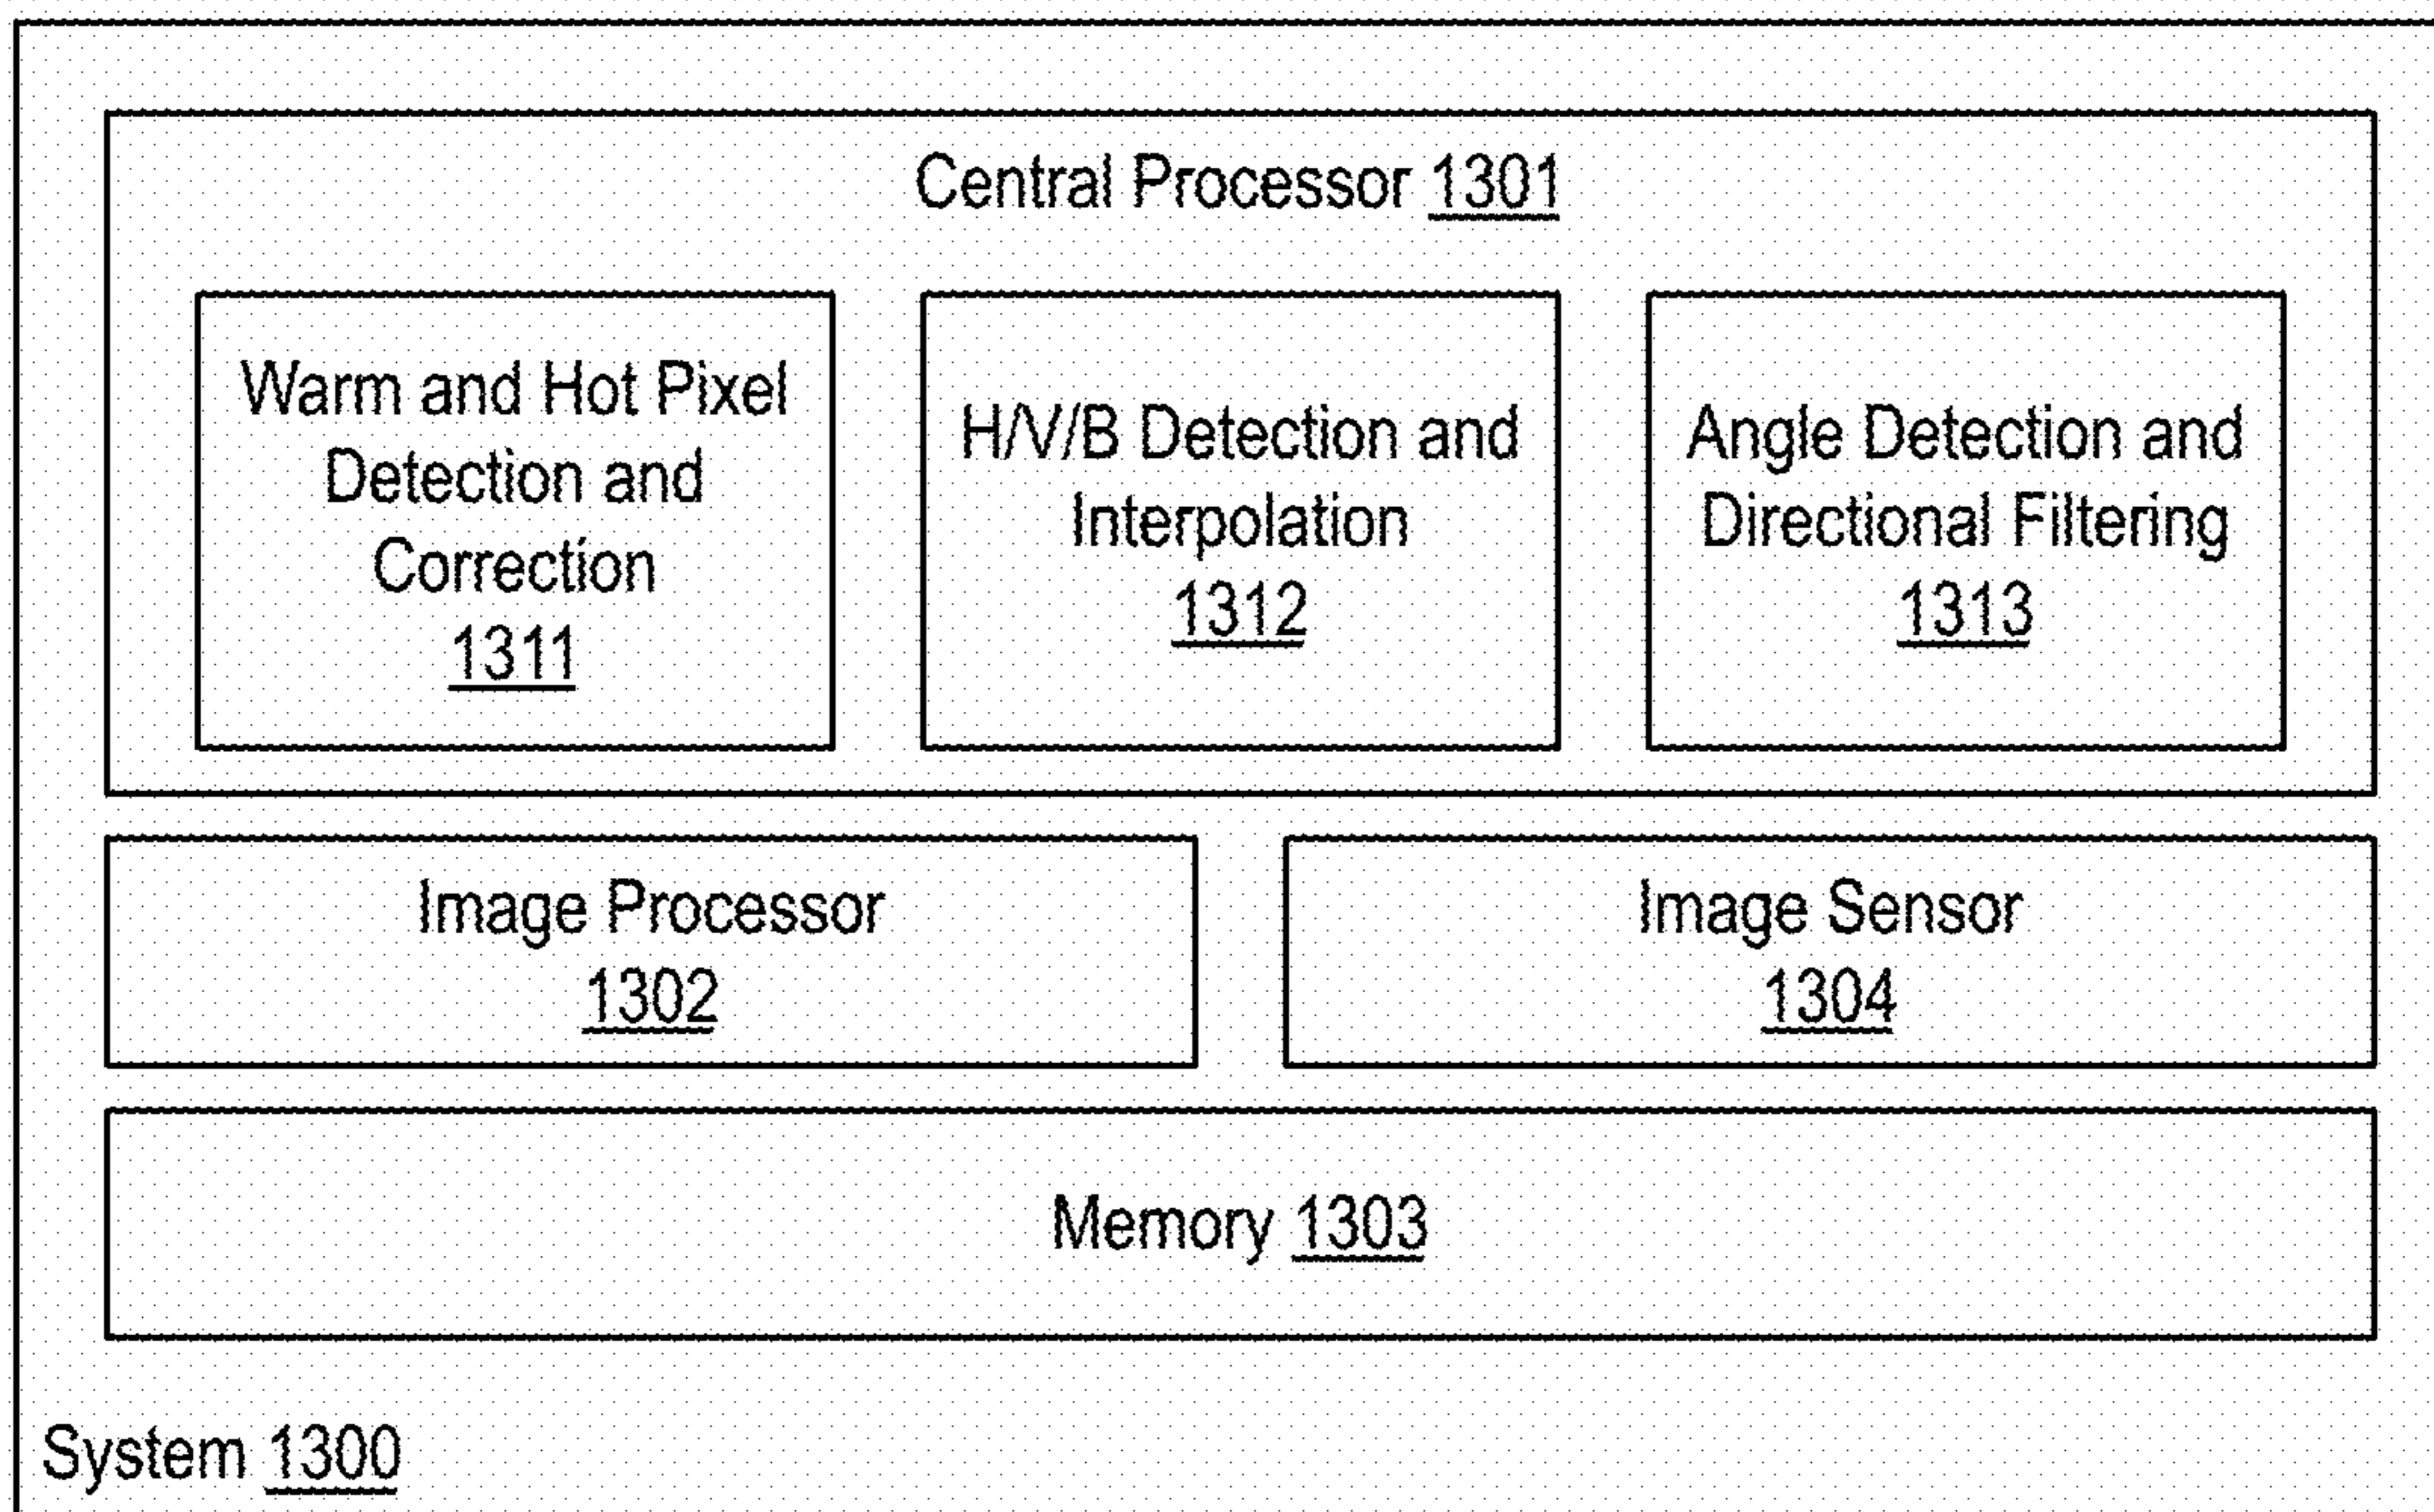 Central Processor 1301
Warm and Hot Pixel
Detection and
Correction
1311
H/V/B Detection and
Interpolation
1312
Angle Detection and
Directional Filtering
1313
Image Processor
1302
Image Sensor
1304
Memory 1303
System 1300